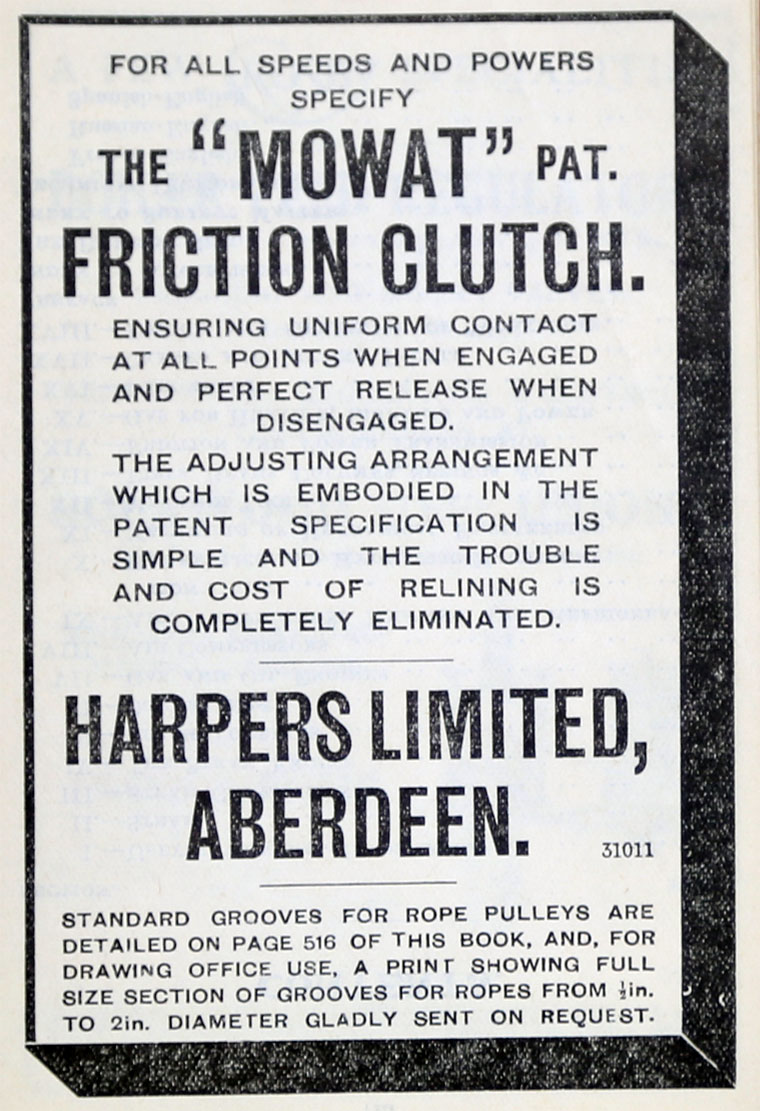 FOR ALL SPEEDS AND POWERS
SPECIFY
THE "MOWAT" PAT.
FRICTION CLUTCH.
ENSURING UNIFORM CONTACT
AT ALL POINTS WHEN ENGAGED
AND PERFECT RELEASE WHEN
DISENGAGED.
THE ADJUSTING ARRANGEMENT
WHICH IS EMBODIED IN THE
PATENT SPECIFICATION IS
SIMPLE AND THE TROUBLE
AND COST OF RELINING IS
COMPLETELY ELIMINATED.
HARPERS LIMITED,
ABERDEEN.
31011
STANDARD GROOVES FOR ROPE PULLEYS ARE
DETAILED ON PAGE 516 OF THIS BOOK, AND, FOR
DRAWING OFFICE USE, A PRINT SHOWING FULL
SIZE SECTION OF GROOVES FOR ROPES FROM ½in.
TO 2in. DIAMETER GLADLY SENT ON REQUEST.